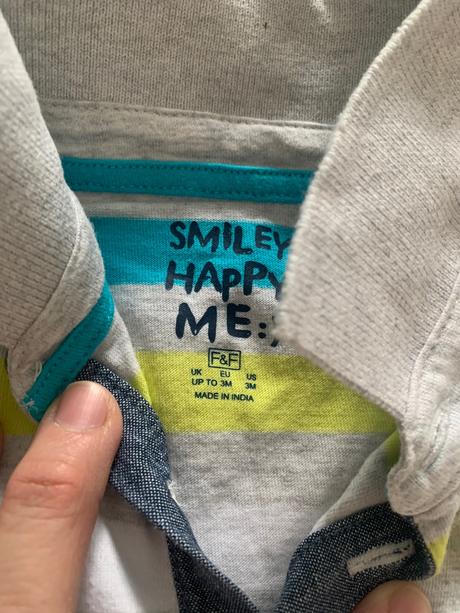 SMILEY
HAPPY
ME:)
F&F
UK EU US
UP TO 3M 3M
MADE IN INDIA